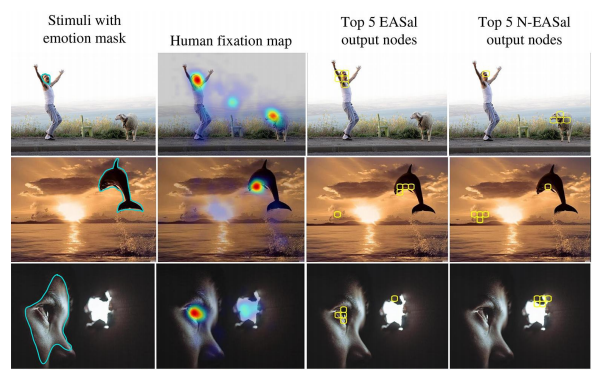 Stimuli with
emotion mask
Human fixation map
Top 5 EASal
output nodes
Top 5 N-EASal
output nodes